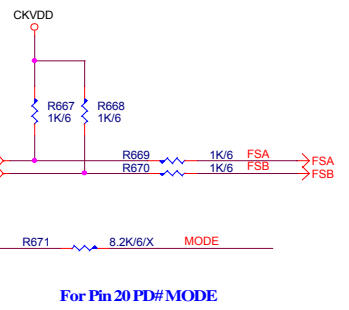 CKVDD
R667 R668
1K/6 1K/6
R669 1K/6 FSA FSA
R670 1K/6 FSB FSB
R671 8.2K/6/X MODE
For Pin 20 PD# MODE